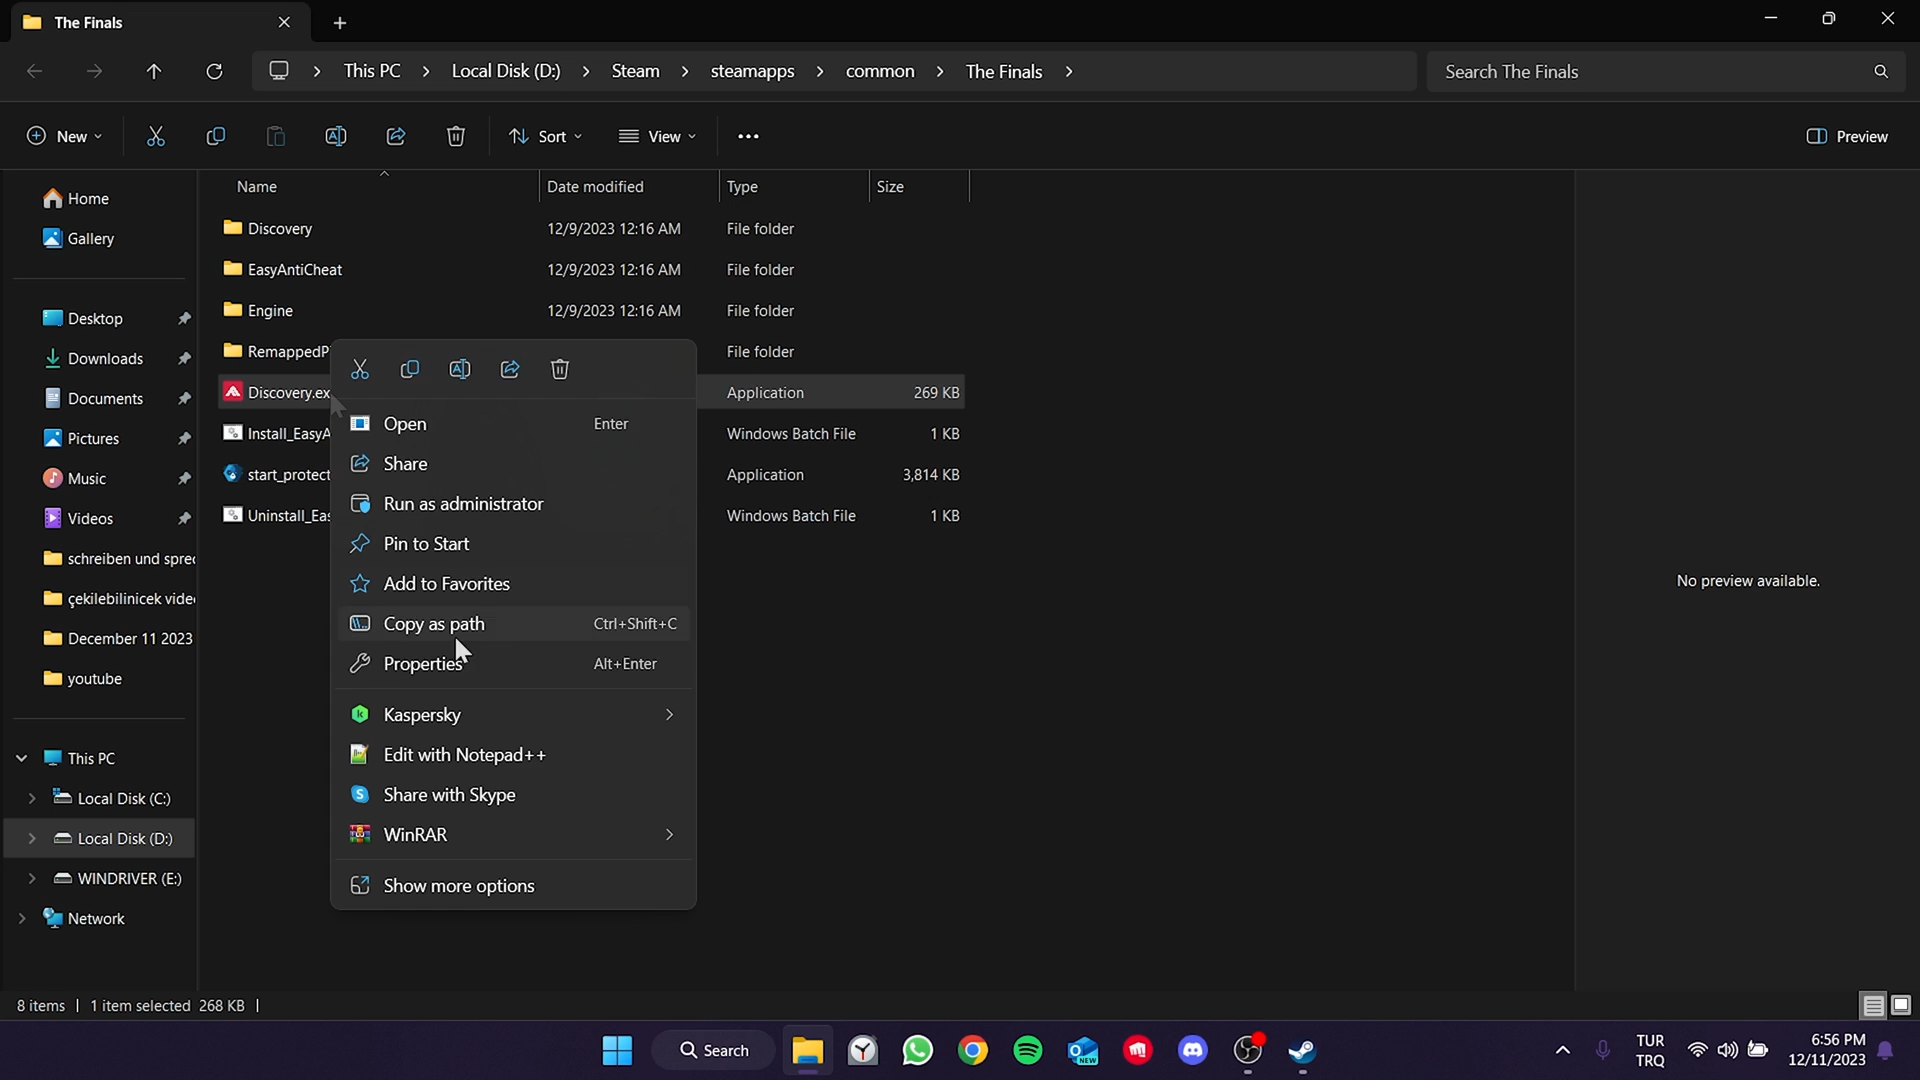 The Finals
This PC
Local Disk (D:)
Steam
steamapps
common
The Finals
Search The Finals
New
Sort
View
Preview
Name
Date modified
Type
Size
Home
Gallery
Desktop
Downloads
Documents
Pictures
Music
Videos
schreiben und sprec
çekilebilinicek vide
December 11 2023
youtube
This PC
Local Disk (C:)
Local Disk (D:)
WINDRIVER (E:)
Network
Discovery 12/9/2023 12:16 AM File folder
EasyAntiCheat 12/9/2023 12:16 AM File folder
Engine 12/9/2023 12:16 AM File folder
RemappedP File folder
Discovery.ex Application 269 KB
Install_EasyA Windows Batch File 1 KB
start_protect Application 3,814 KB
Uninstall_Eas Windows Batch File 1 KB
Open Enter
Share
Run as administrator
Pin to Start
Add to Favorites
Copy as path Ctrl+Shift+C
Properties Alt+Enter
Kaspersky
Edit with Notepad++
Share with Skype
WinRAR
Show more options
No preview available.
8 items
1 item selected 268 KB
Search
NEW
TUR
TRQ
6:56 PM
12/11/2023